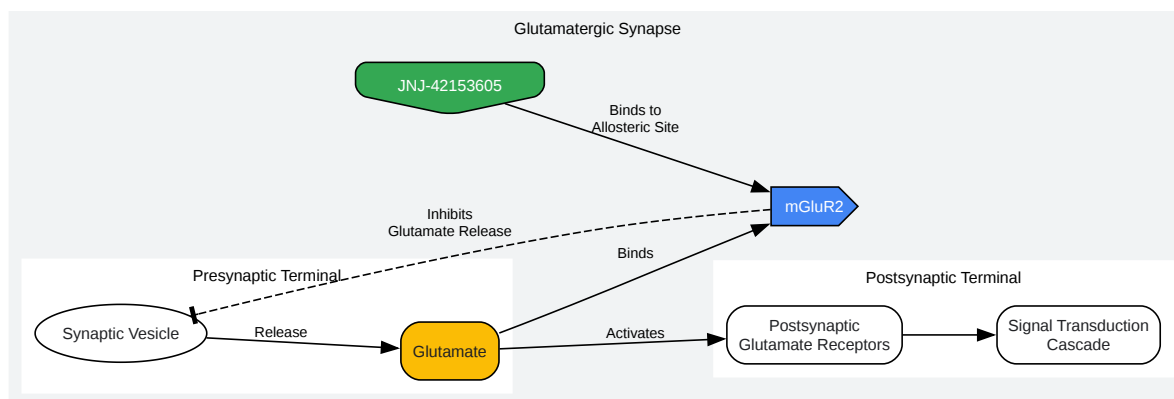 Glutamatergic Synapse
JNJ-42153605
Binds to
Allosteric Site
mGluR2
Inhibits
Glutamate Release
Binds
Presynaptic Terminal
Postsynaptic Terminal
Synaptic Vesicle
Release
Glutamate
Activates
Postsynaptic
Glutamate Receptors
Signal Transduction
Cascade